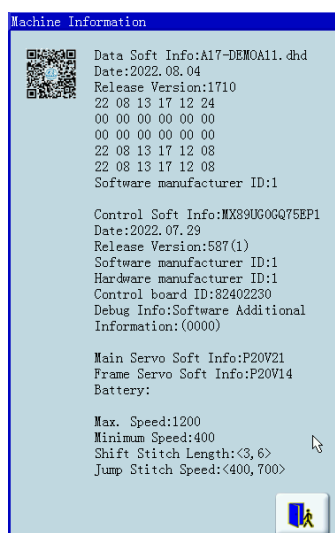 Machine Information
Data Soft Info:A17-DEMOA11.dhd
Date:2022.08.04
Release Version:1710
22 08 13 17 12 24
00 00 00 00 00 00
00 00 00 00 00 00
22 08 13 17 12 08
22 08 13 17 12 08
Software manufacturer ID:1
Control Soft Info:MX89UG0GQ75EP1
Date:2022.07.29
Release Version:587(1)
Software manufacturer ID:1
Hardware manufacturer ID:1
Control board ID:82402230
Debug Info:Software Additional
Information:(0000)
Main Servo Soft Info:P20V21
Frame Servo Soft Info:P20V14
Battery:
Max. Speed:1200
Minimum Speed:400
Shift Stitch Length:<3,6>
Jump Stitch Speed:<400,700>